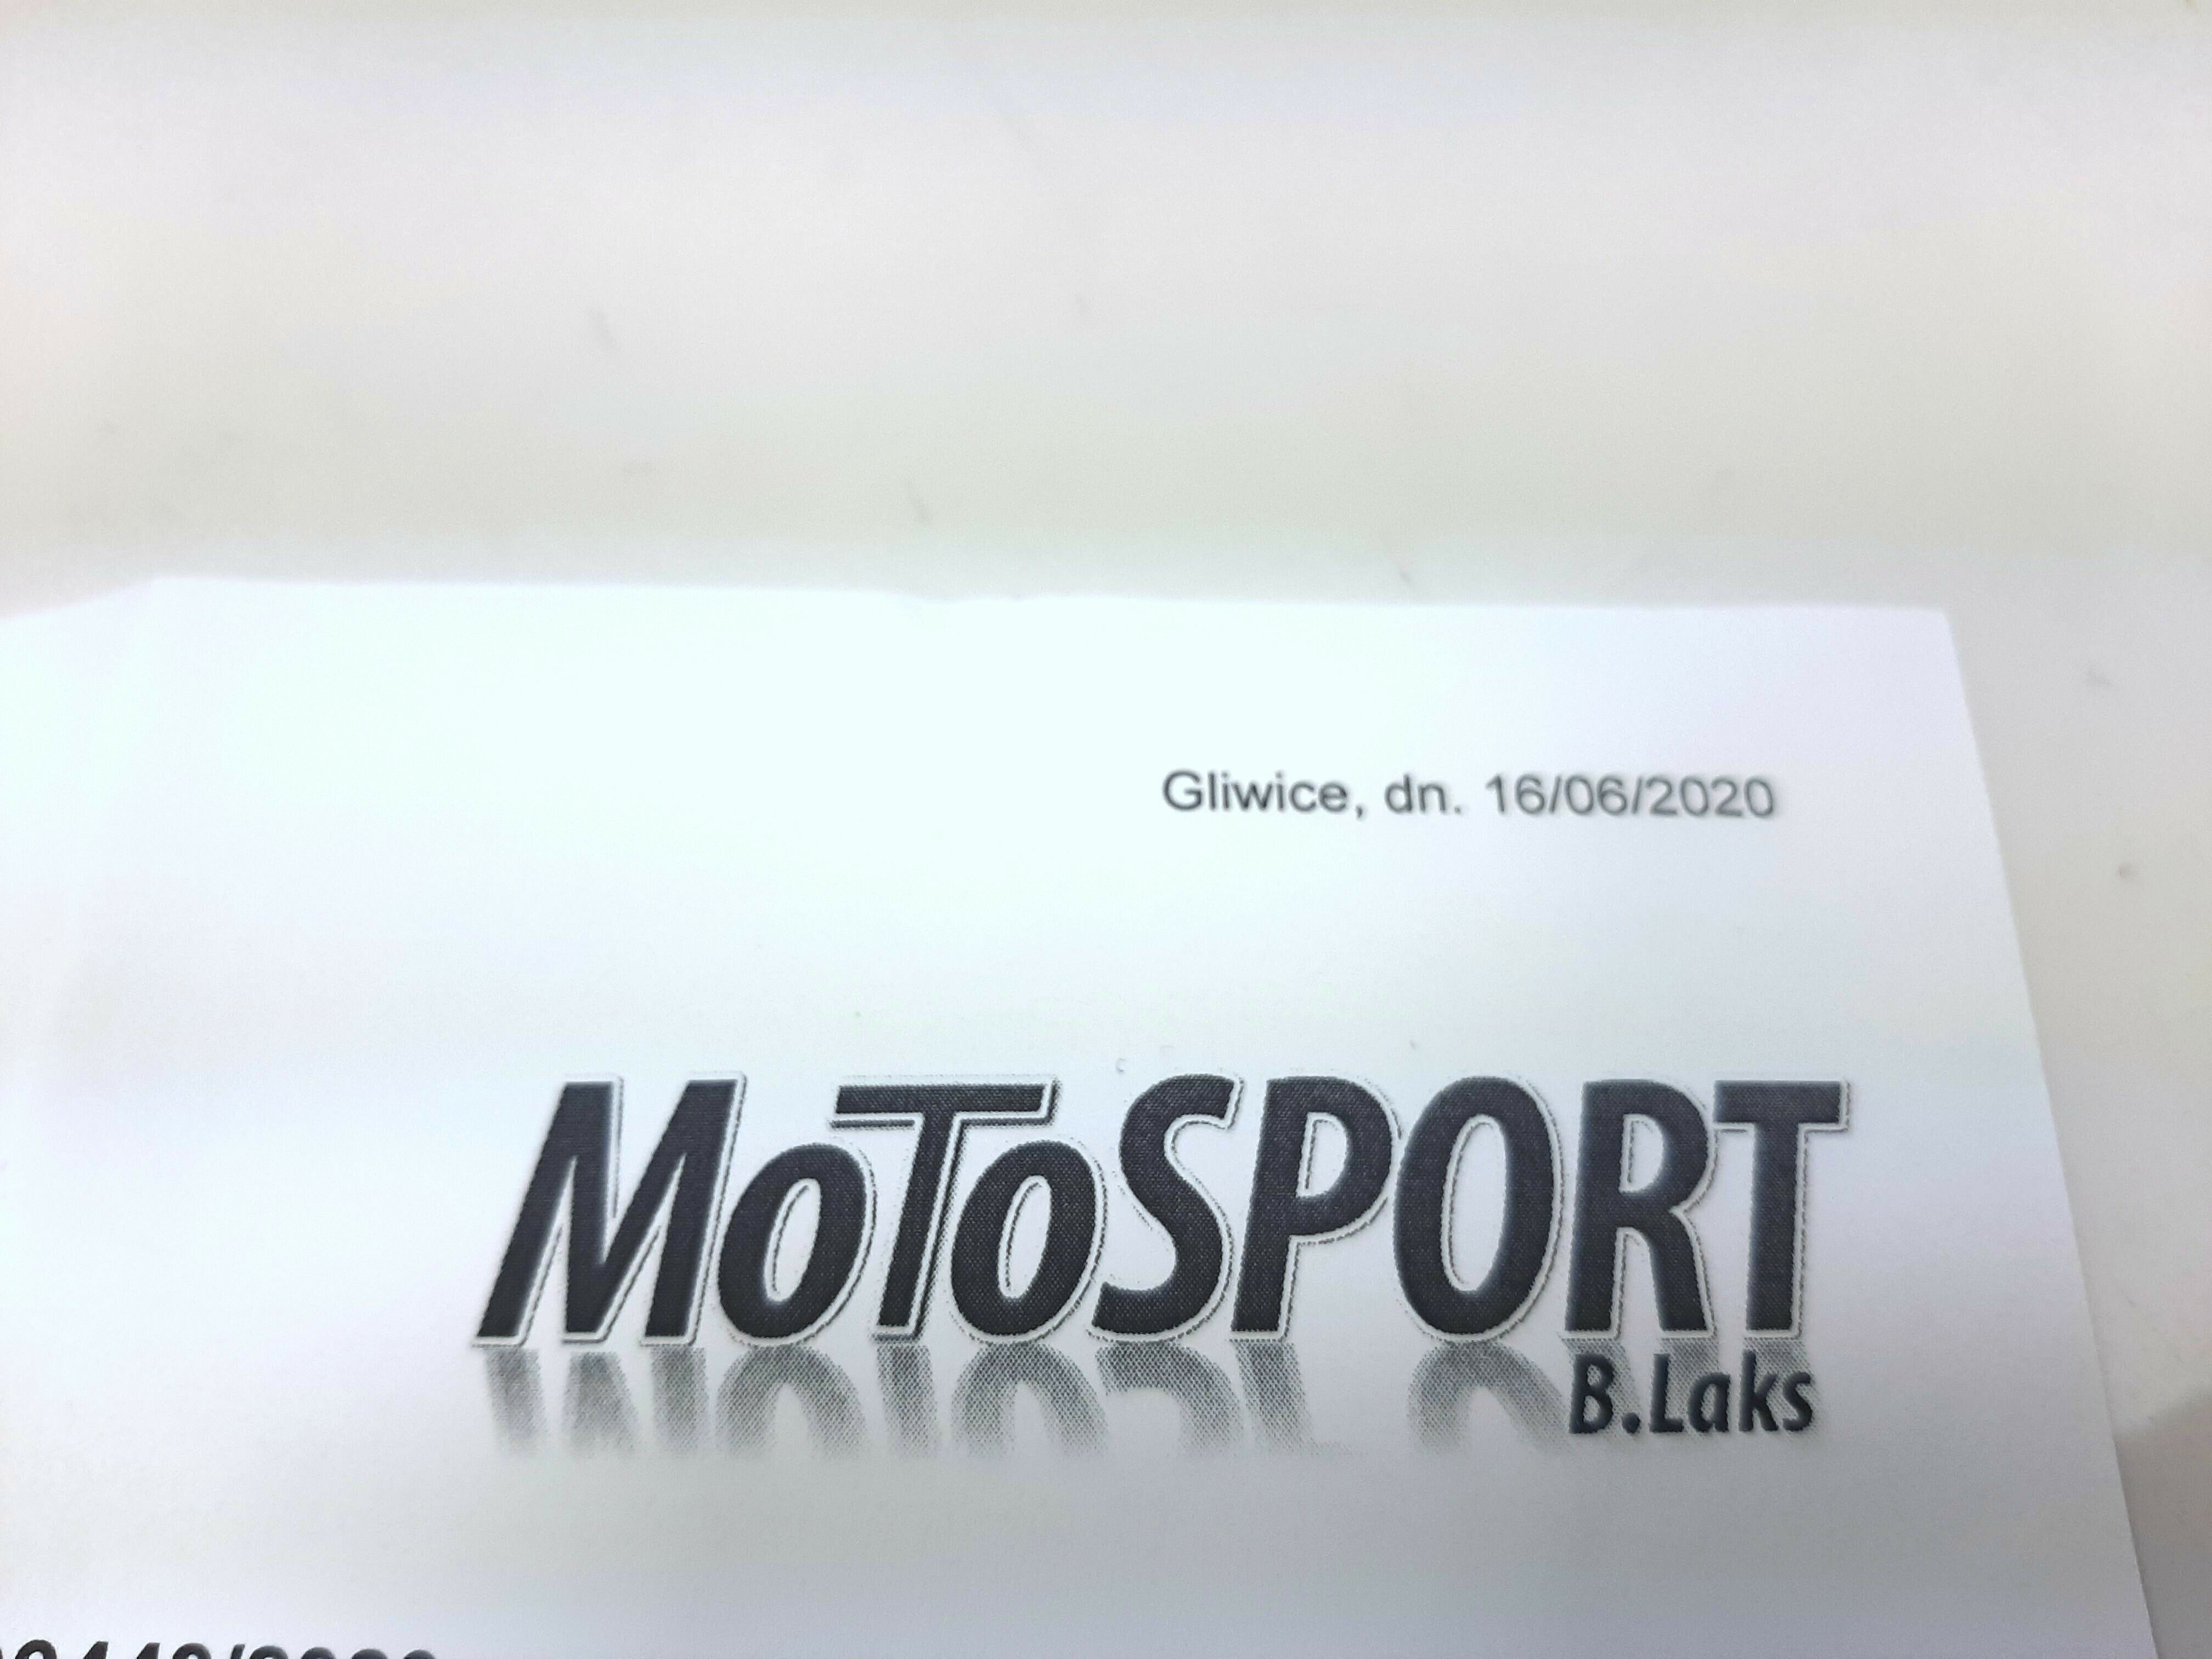 Gliwice, dn. 16/06/2020
MoToSPORT
B.Laks